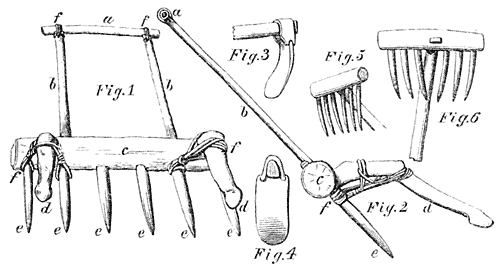 f a f
a
b b
Fig.1
Fig.3
Fig.5
Fig.6
b
c
f
f
d d
e e e e e e
Fig.4
c
f
Fig.2
d
e